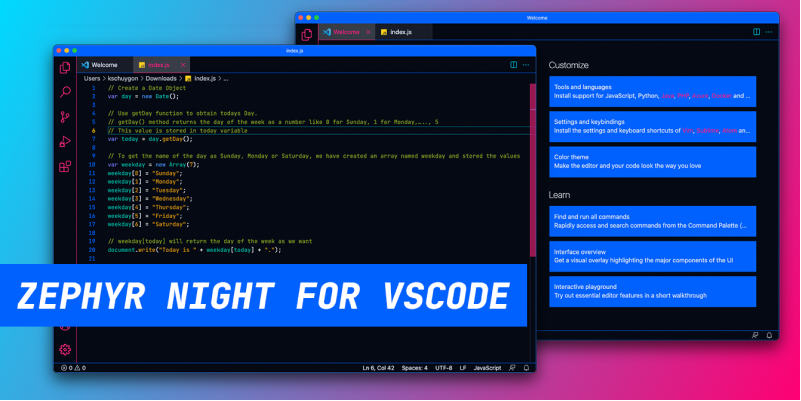 Welcome
Welcome
index.js
Customize
Tools and languages
Install support for JavaScript, Python, Java, PHP, Azure, Docker and ...
Settings and keybindings
Install the settings and keyboard shortcuts of Vim, Sublime, Atom an...
Color theme
Make the editor and your code look the way you love
Learn
Find and run all commands
Rapidly access and search commands from the Command Palette (...
Interface overview
Get a visual overlay highlighting the major components of the UI
Interactive playground
Try out essential editor features in a short walkthrough
index.js
Welcome
index.js
Users › kschuygon › Downloads › index.js › ...
1 // Create a Date Object
2 var day = new Date();
3
4 // Use getDay function to obtain todays Day.
5 // getDay() method returns the day of the week as a number like 0 for Sunday, 1 for Monday,...., 5
6 // This value is stored in today variable
7 var today = day.getDay();
8
9 // To get the name of the day as Sunday, Monday or Saturday, we have created an array named weekday and stored the values
10 var weekday = new Array(7);
11 weekday[0] = "Sunday";
12 weekday[1] = "Monday";
13 weekday[2] = "Tuesday";
14 weekday[3] = "Wednesday";
15 weekday[4] = "Thursday";
16 weekday[5] = "Friday";
17 weekday[6] = "Saturday";
18
19 // weekday[today] will return the day of the week as we want
20 document.write("Today is " + weekday[today] + ".");
21
ZEPHYR NIGHT FOR VSCODE
0 0
Ln 6, Col 42 Spaces: 4 UTF-8 LF JavaScript